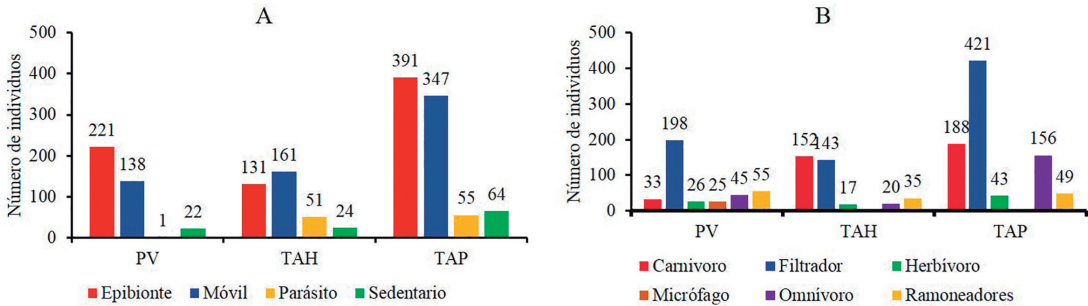 A
Número de individuos
500
400
300
200
100
0
221
138
1
22
131
161
51
24
391
347
55
64
PV
TAH
TAP
Epibionte
Móvil
Parásito
Sedentario
B
Número de individuos
500
400
300
200
100
0
33
198
26
25
45
55
152
143
17
20
35
188
421
43
156
49
PV
TAH
TAP
Carnivoro
Filtrador
Herbívoro
Micrófago
Omnívoro
Ramoneadores